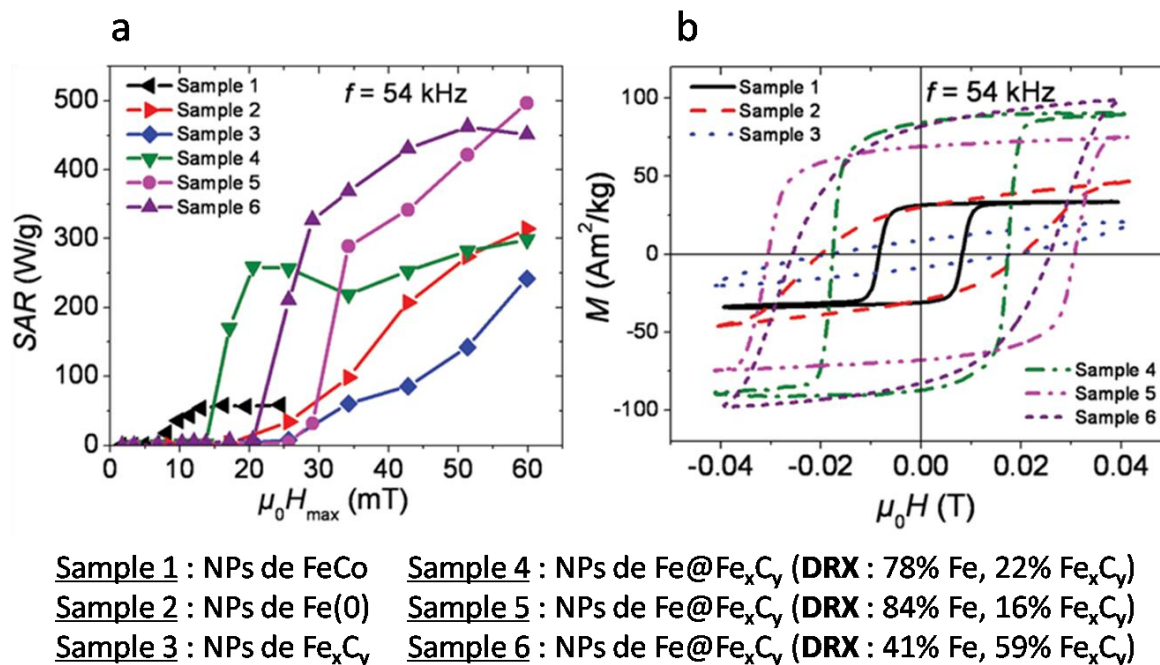 a
b
Sample 1
Sample 2
Sample 3
Sample 4
Sample 5
Sample 6
f = 54 kHz
500
400
300
200
100
0
SAR (W/g)
0 10 20 30 40 50 60
μ₀Hmax (mT)
Sample 1
Sample 2
Sample 3
f = 54 kHz
100
50
0
-50
-100
M (Am²/kg)
Sample 4
Sample 5
Sample 6
-0.04 -0.02 0.00 0.02 0.04
μ₀H (T)
Sample 1 : NPs de FeCo
Sample 2 : NPs de Fe(0)
Sample 3 : NPs de FexCy
Sample 4 : NPs de Fe@FexCy (DRX : 78% Fe, 22% FexCy)
Sample 5 : NPs de Fe@FexCy (DRX : 84% Fe, 16% FexCy)
Sample 6 : NPs de Fe@FexCy (DRX : 41% Fe, 59% FexCy)